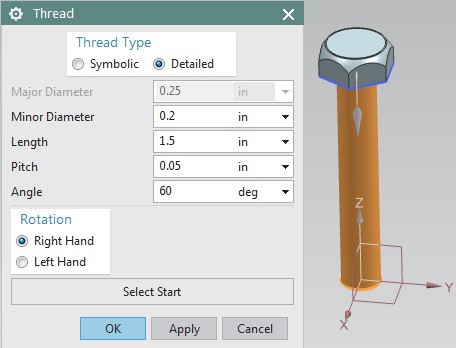 Thread
Thread Type
Symbolic Detailed
Major Diameter 0.25 in
Minor Diameter 0.2 in
Length 1.5 in
Pitch 0.05 in
Angle 60 deg
Rotation
Right Hand
Left Hand
Select Start
OK Apply Cancel
Z
Y
X